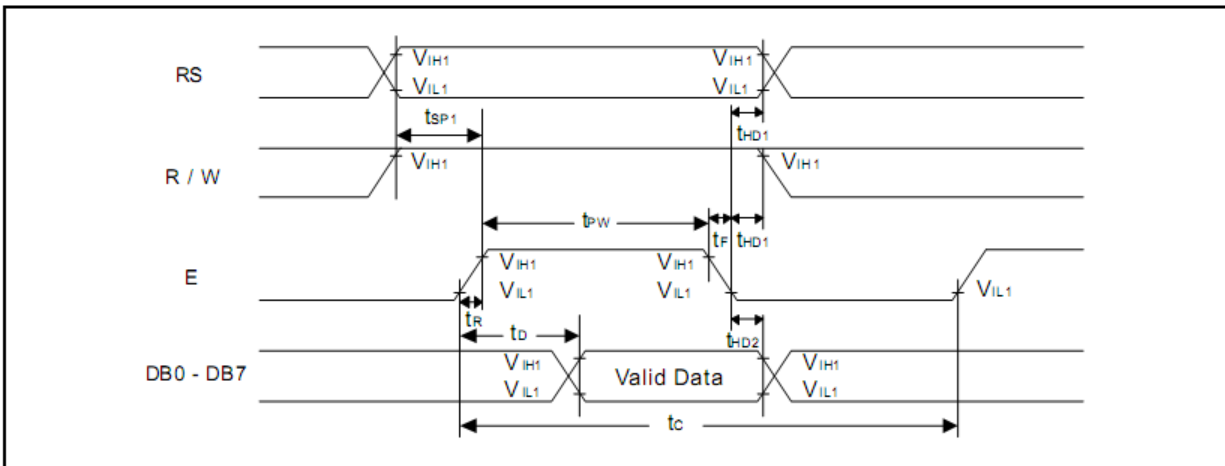 RS
VIH1 VIH1
VIL1 VIL1
tSP1 tHD1
R / W
VIH1 VIH1
tPW tF tHD1
E
VIH1 VIH1
VIL1 VIL1 VIL1
tR tD tHD2
DB0 - DB7
VIH1 Valid Data VIH1
VIL1 VIL1
tC